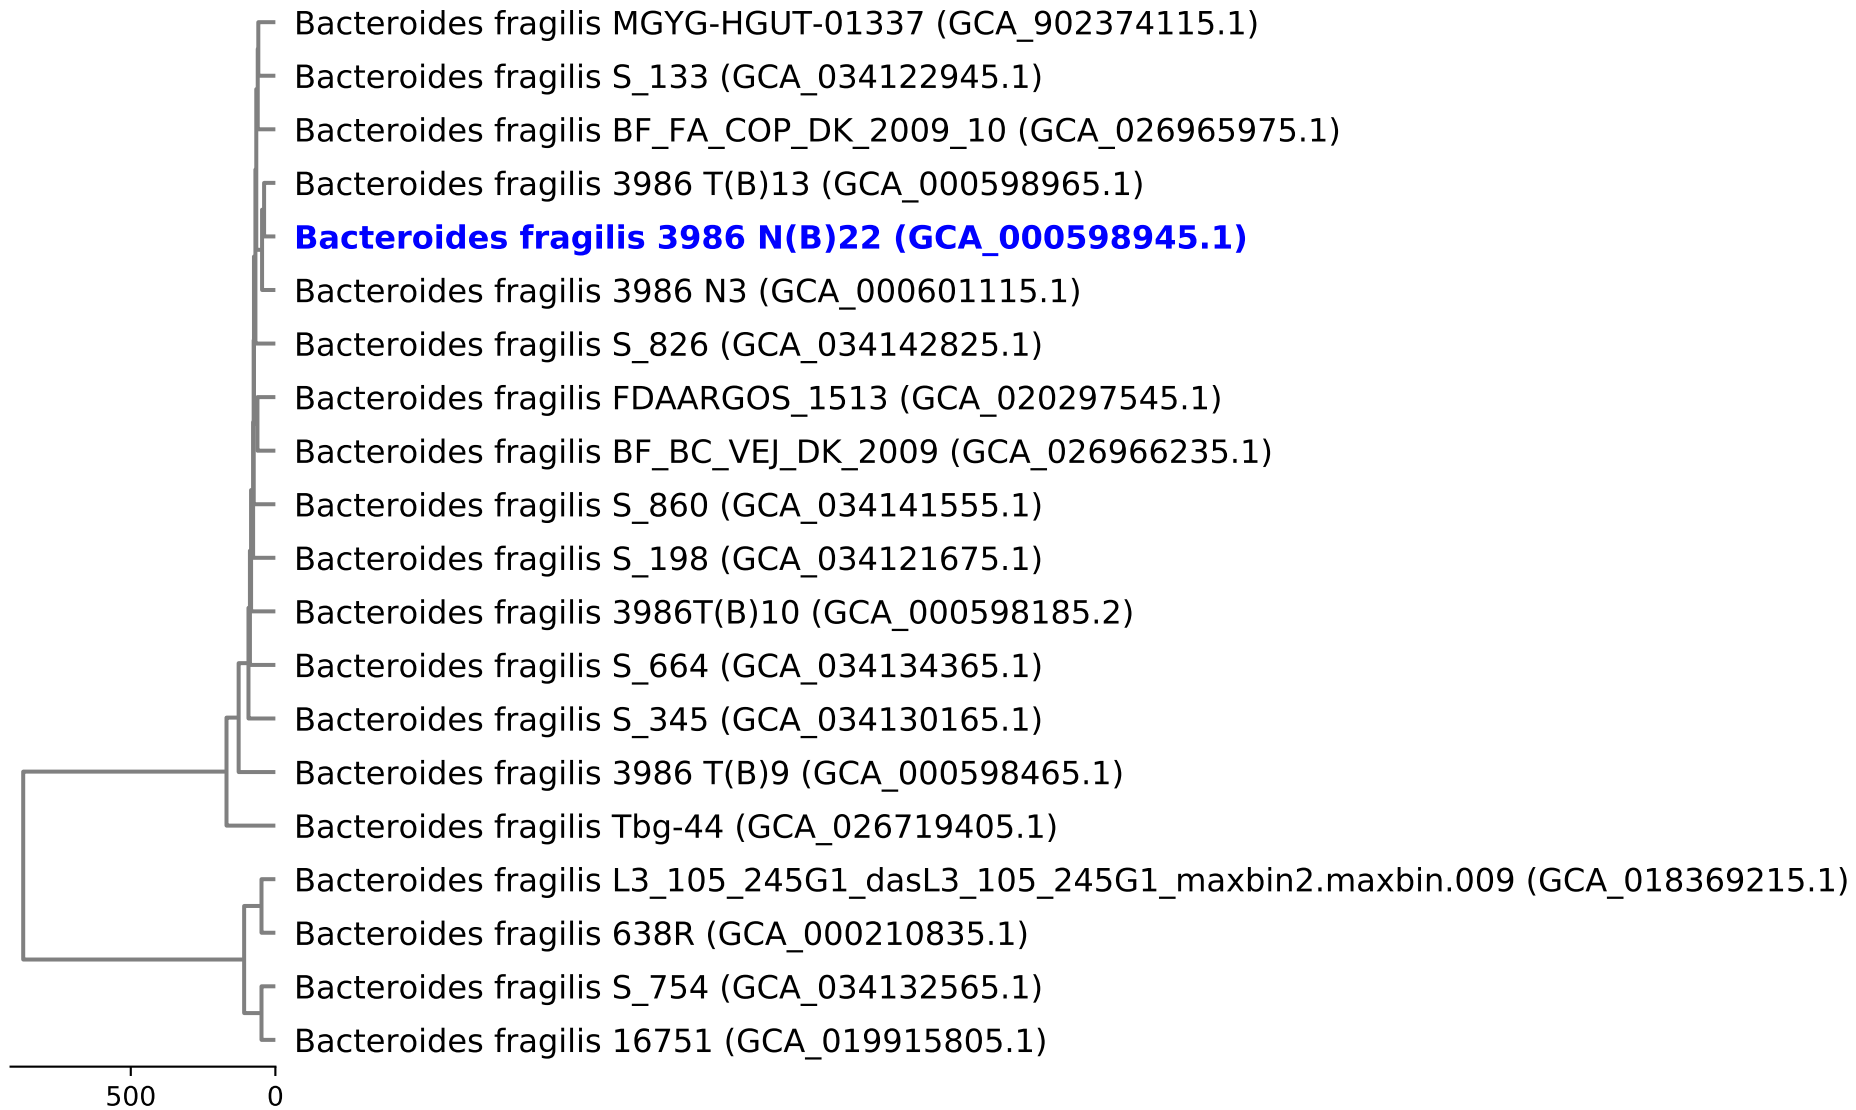 Bacteroides fragilis MGYG-HGUT-01337 (GCA_902374115.1)
Bacteroides fragilis S_133 (GCA_034122945.1)
Bacteroides fragilis BF_FA_COP_DK_2009_10 (GCA_026965975.1)
Bacteroides fragilis 3986 T(B)13 (GCA_000598965.1)
Bacteroides fragilis 3986 N(B)22 (GCA_000598945.1)
Bacteroides fragilis 3986 N3 (GCA_000601115.1)
Bacteroides fragilis S_826 (GCA_034142825.1)
Bacteroides fragilis FDAARGOS_1513 (GCA_020297545.1)
Bacteroides fragilis BF_BC_VEJ_DK_2009 (GCA_026966235.1)
Bacteroides fragilis S_860 (GCA_034141555.1)
Bacteroides fragilis S_198 (GCA_034121675.1)
Bacteroides fragilis 3986T(B)10 (GCA_000598185.2)
Bacteroides fragilis S_664 (GCA_034134365.1)
Bacteroides fragilis S_345 (GCA_034130165.1)
Bacteroides fragilis 3986 T(B)9 (GCA_000598465.1)
Bacteroides fragilis Tbg-44 (GCA_026719405.1)
Bacteroides fragilis L3_105_245G1_dasL3_105_245G1_maxbin2.maxbin.009 (GCA_018369215.1)
Bacteroides fragilis 638R (GCA_000210835.1)
Bacteroides fragilis S_754 (GCA_034132565.1)
Bacteroides fragilis 16751 (GCA_019915805.1)
500 0